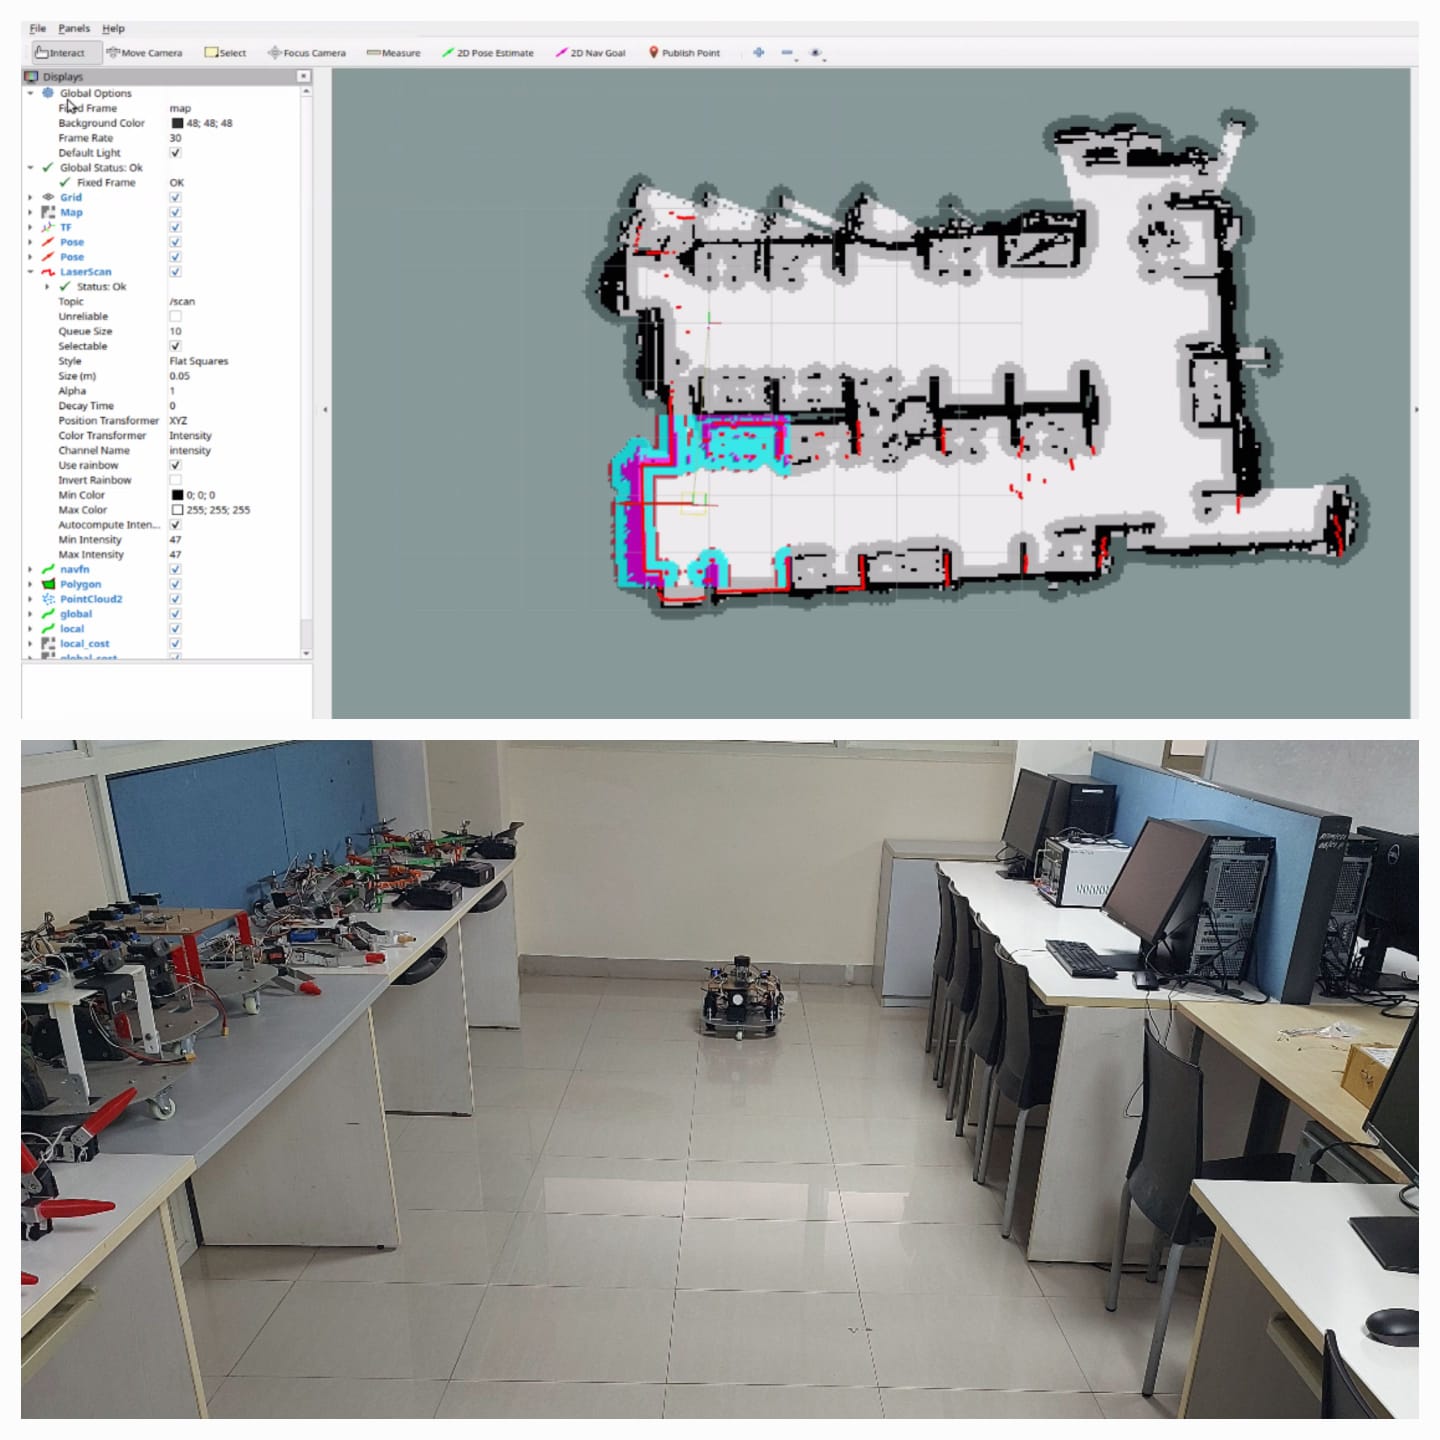 File Panels Help
Interact Move Camera Select Focus Camera Measure 2D Pose Estimate 2D Nav Goal Publish Point
Displays
Global Options
Fixed Frame map
Background Color 48; 48; 48
Frame Rate 30
Default Light
Global Status: Ok
Fixed Frame OK
Grid
Map
TF
Pose
Pose
LaserScan
Status: Ok
Topic /scan
Unreliable
Queue Size 10
Selectable
Style Flat Squares
Size (m) 0.05
Alpha 1
Decay Time 0
Position Transformer XYZ
Color Transformer Intensity
Channel Name intensity
Use rainbow
Invert Rainbow
Min Color 0; 0; 0
Max Color 255; 255; 255
Autocompute Inten...
Min Intensity 47
Max Intensity 47
navfn
Polygon
PointCloud2
global
local
local_cost
global_cost